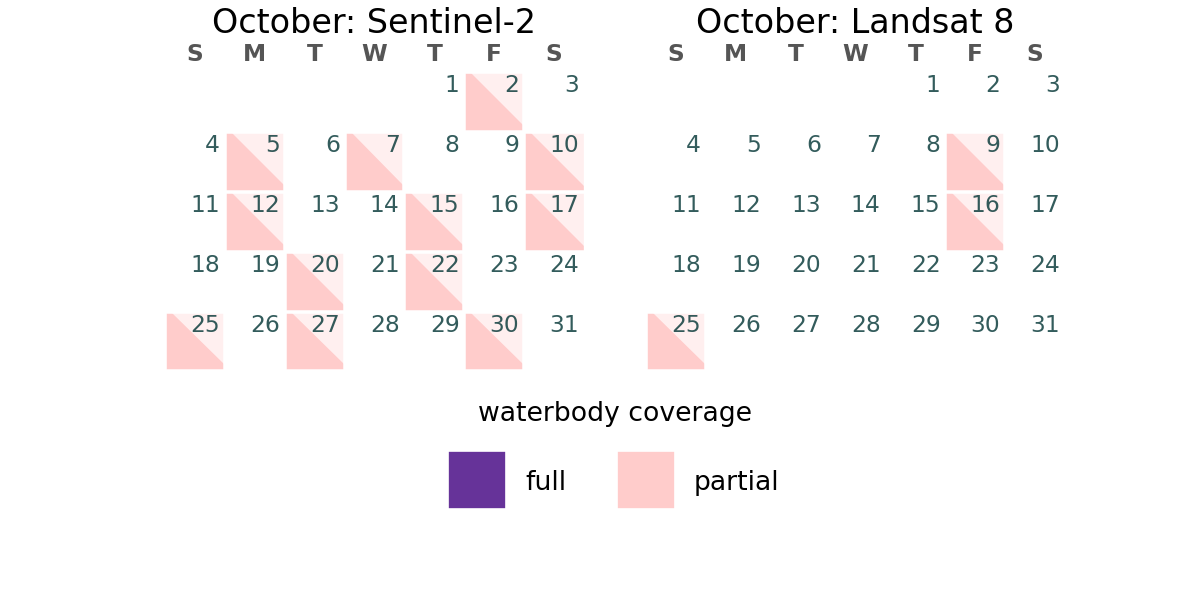 October: Sentinel-2
S M T W T F S
1 2 3
4 5 6 7 8 9 10
11 12 13 14 15 16 17
18 19 20 21 22 23 24
25 26 27 28 29 30 31
October: Landsat 8
S M T W T F S
1 2 3
4 5 6 7 8 9 10
11 12 13 14 15 16 17
18 19 20 21 22 23 24
25 26 27 28 29 30 31
waterbody coverage
full partial